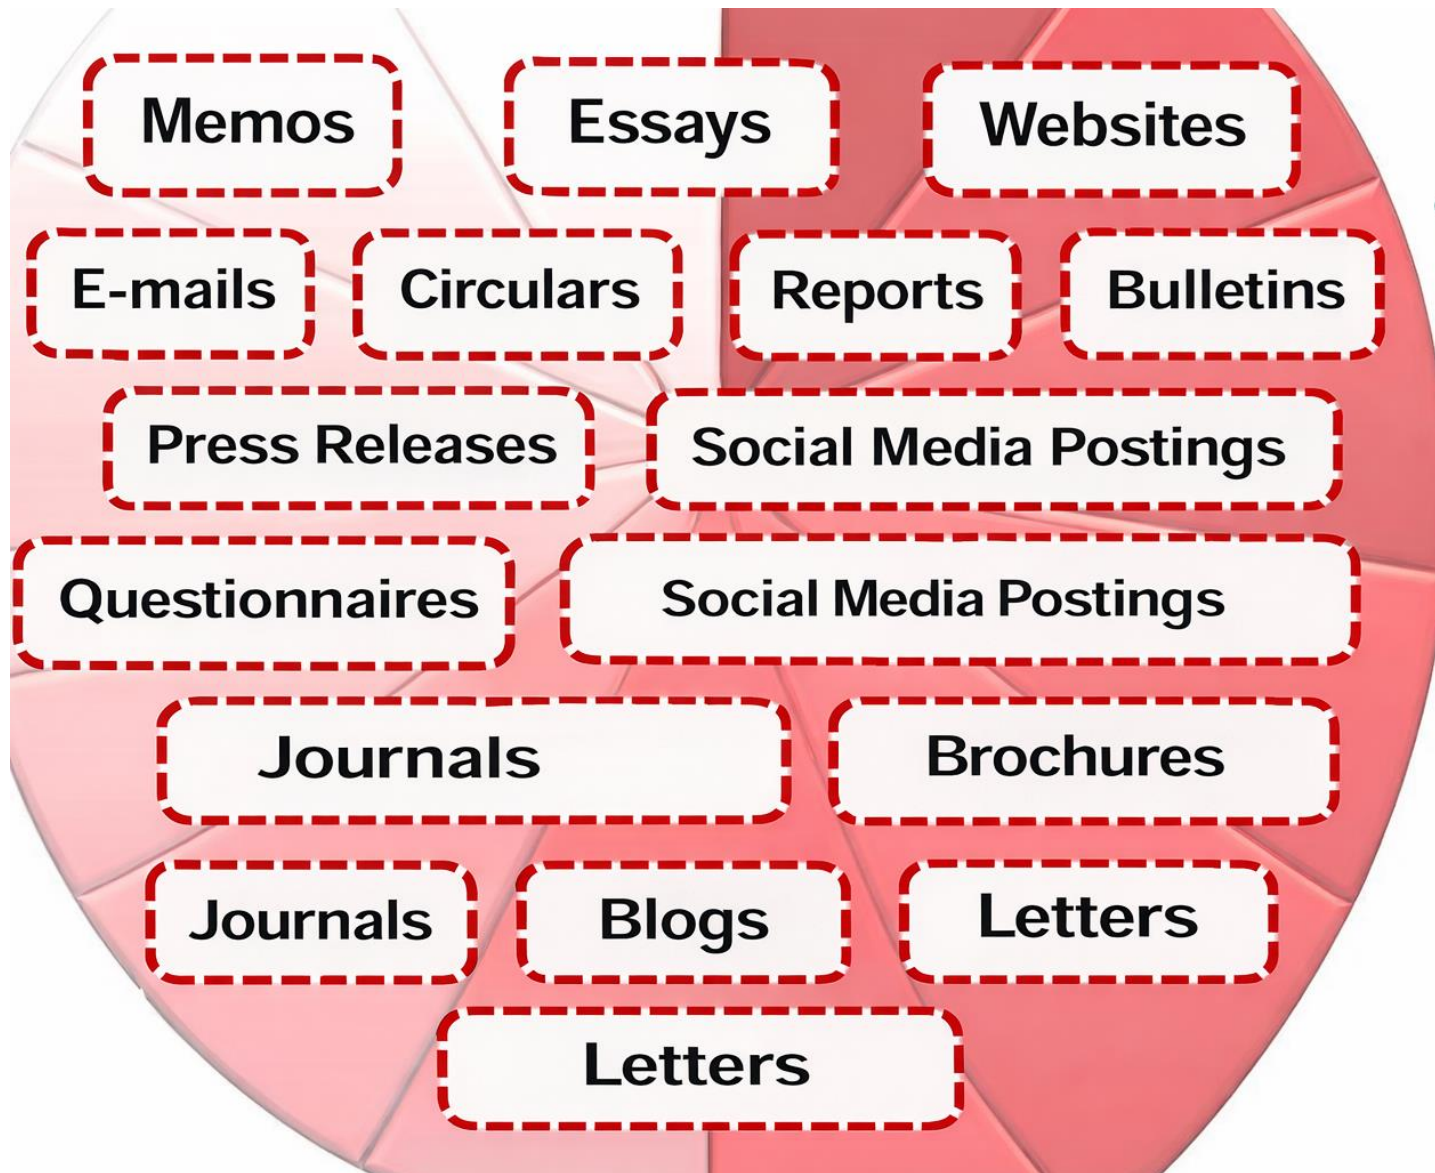 Memos
Essays
Websites
E-mails
Circulars
Reports
Bulletins
Press Releases
Social Media Postings
Questionnaires
Social Media Postings
Journals
Brochures
Journals
Blogs
Letters
Letters